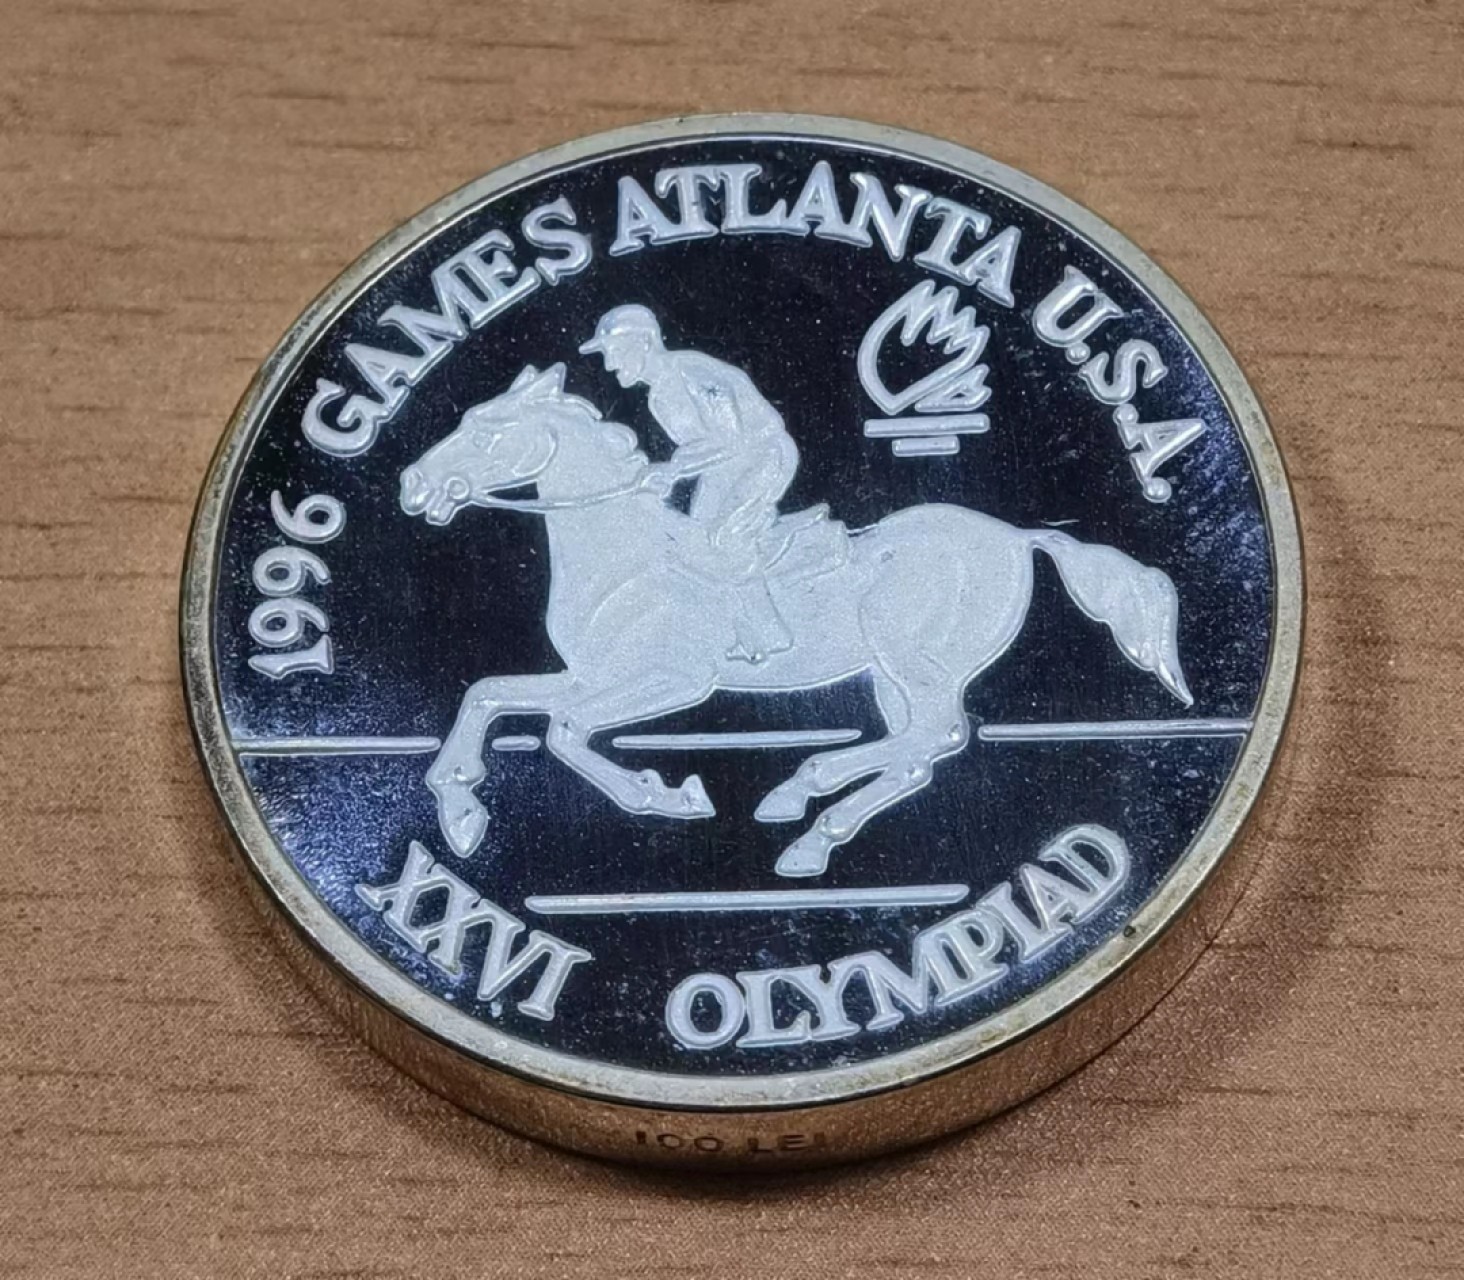 1996 GAMES ATLANTA U.S.A.
XXVI OLYMPIAD
100 LEI